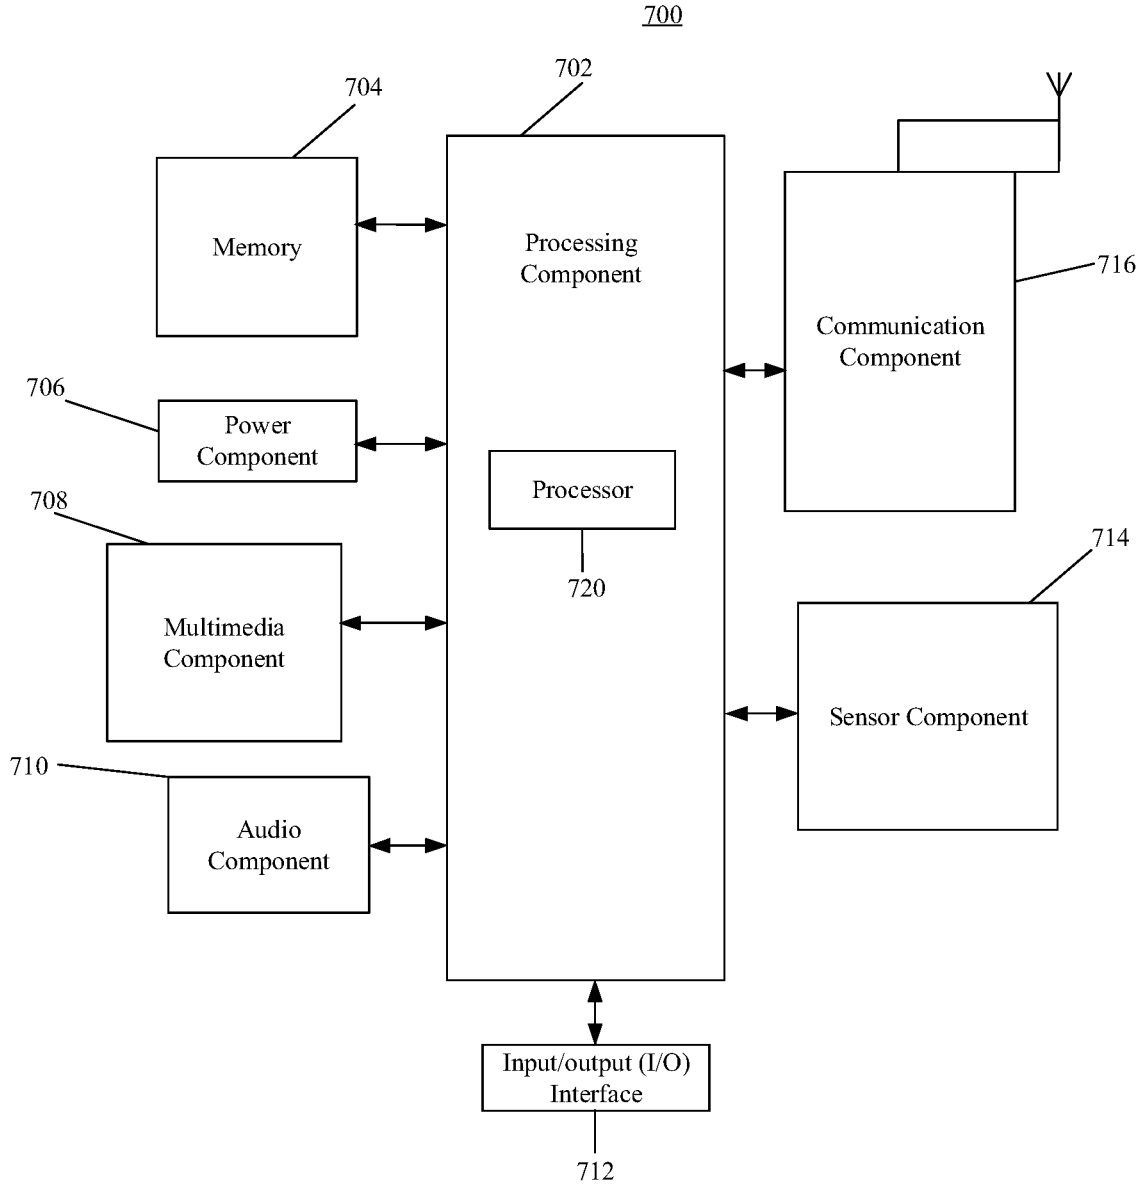 700
702
704
Memory
Processing
Component
716
Communication
Component
706
Power
Component
Processor
720
708
Multimedia
Component
714
Sensor Component
710
Audio
Component
Input/output (I/O)
Interface
712